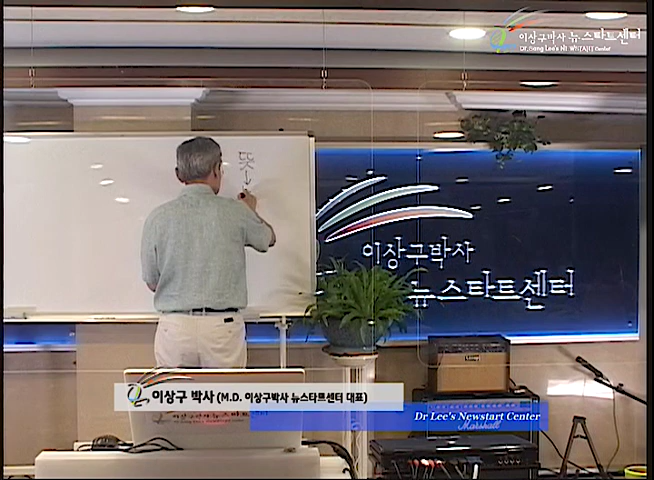 이상구박사 뉴스타트센터
Dr.Sang Lee's NEWSTART Center
뜻
이상구박사
뉴스타트센터
이상구 박사 (M.D. 이상구박사 뉴스타트센터 대표)
Dr Lee's Newstart Center
Marshall